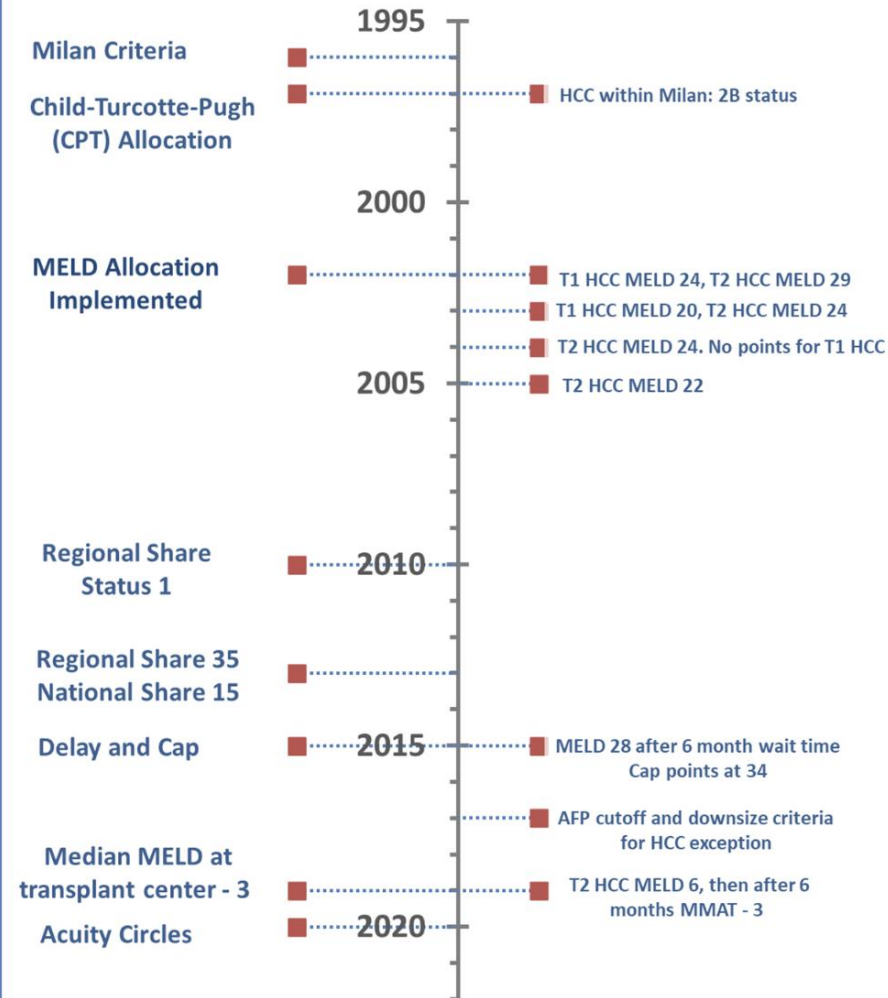 1995
Milan Criteria
Child-Turcotte-Pugh
(CPT) Allocation
HCC within Milan: 2B status
2000
MELD Allocation
Implemented
T1 HCC MELD 24, T2 HCC MELD 29
T1 HCC MELD 20, T2 HCC MELD 24
T2 HCC MELD 24. No points for T1 HCC
2005
T2 HCC MELD 22
Regional Share
Status 1
2010
Regional Share 35
National Share 15
Delay and Cap
2015
MELD 28 after 6 month wait time
Cap points at 34
AFP cutoff and downsize criteria
for HCC exception
Median MELD at
transplant center - 3
T2 HCC MELD 6, then after 6
months MMAT - 3
Acuity Circles
2020